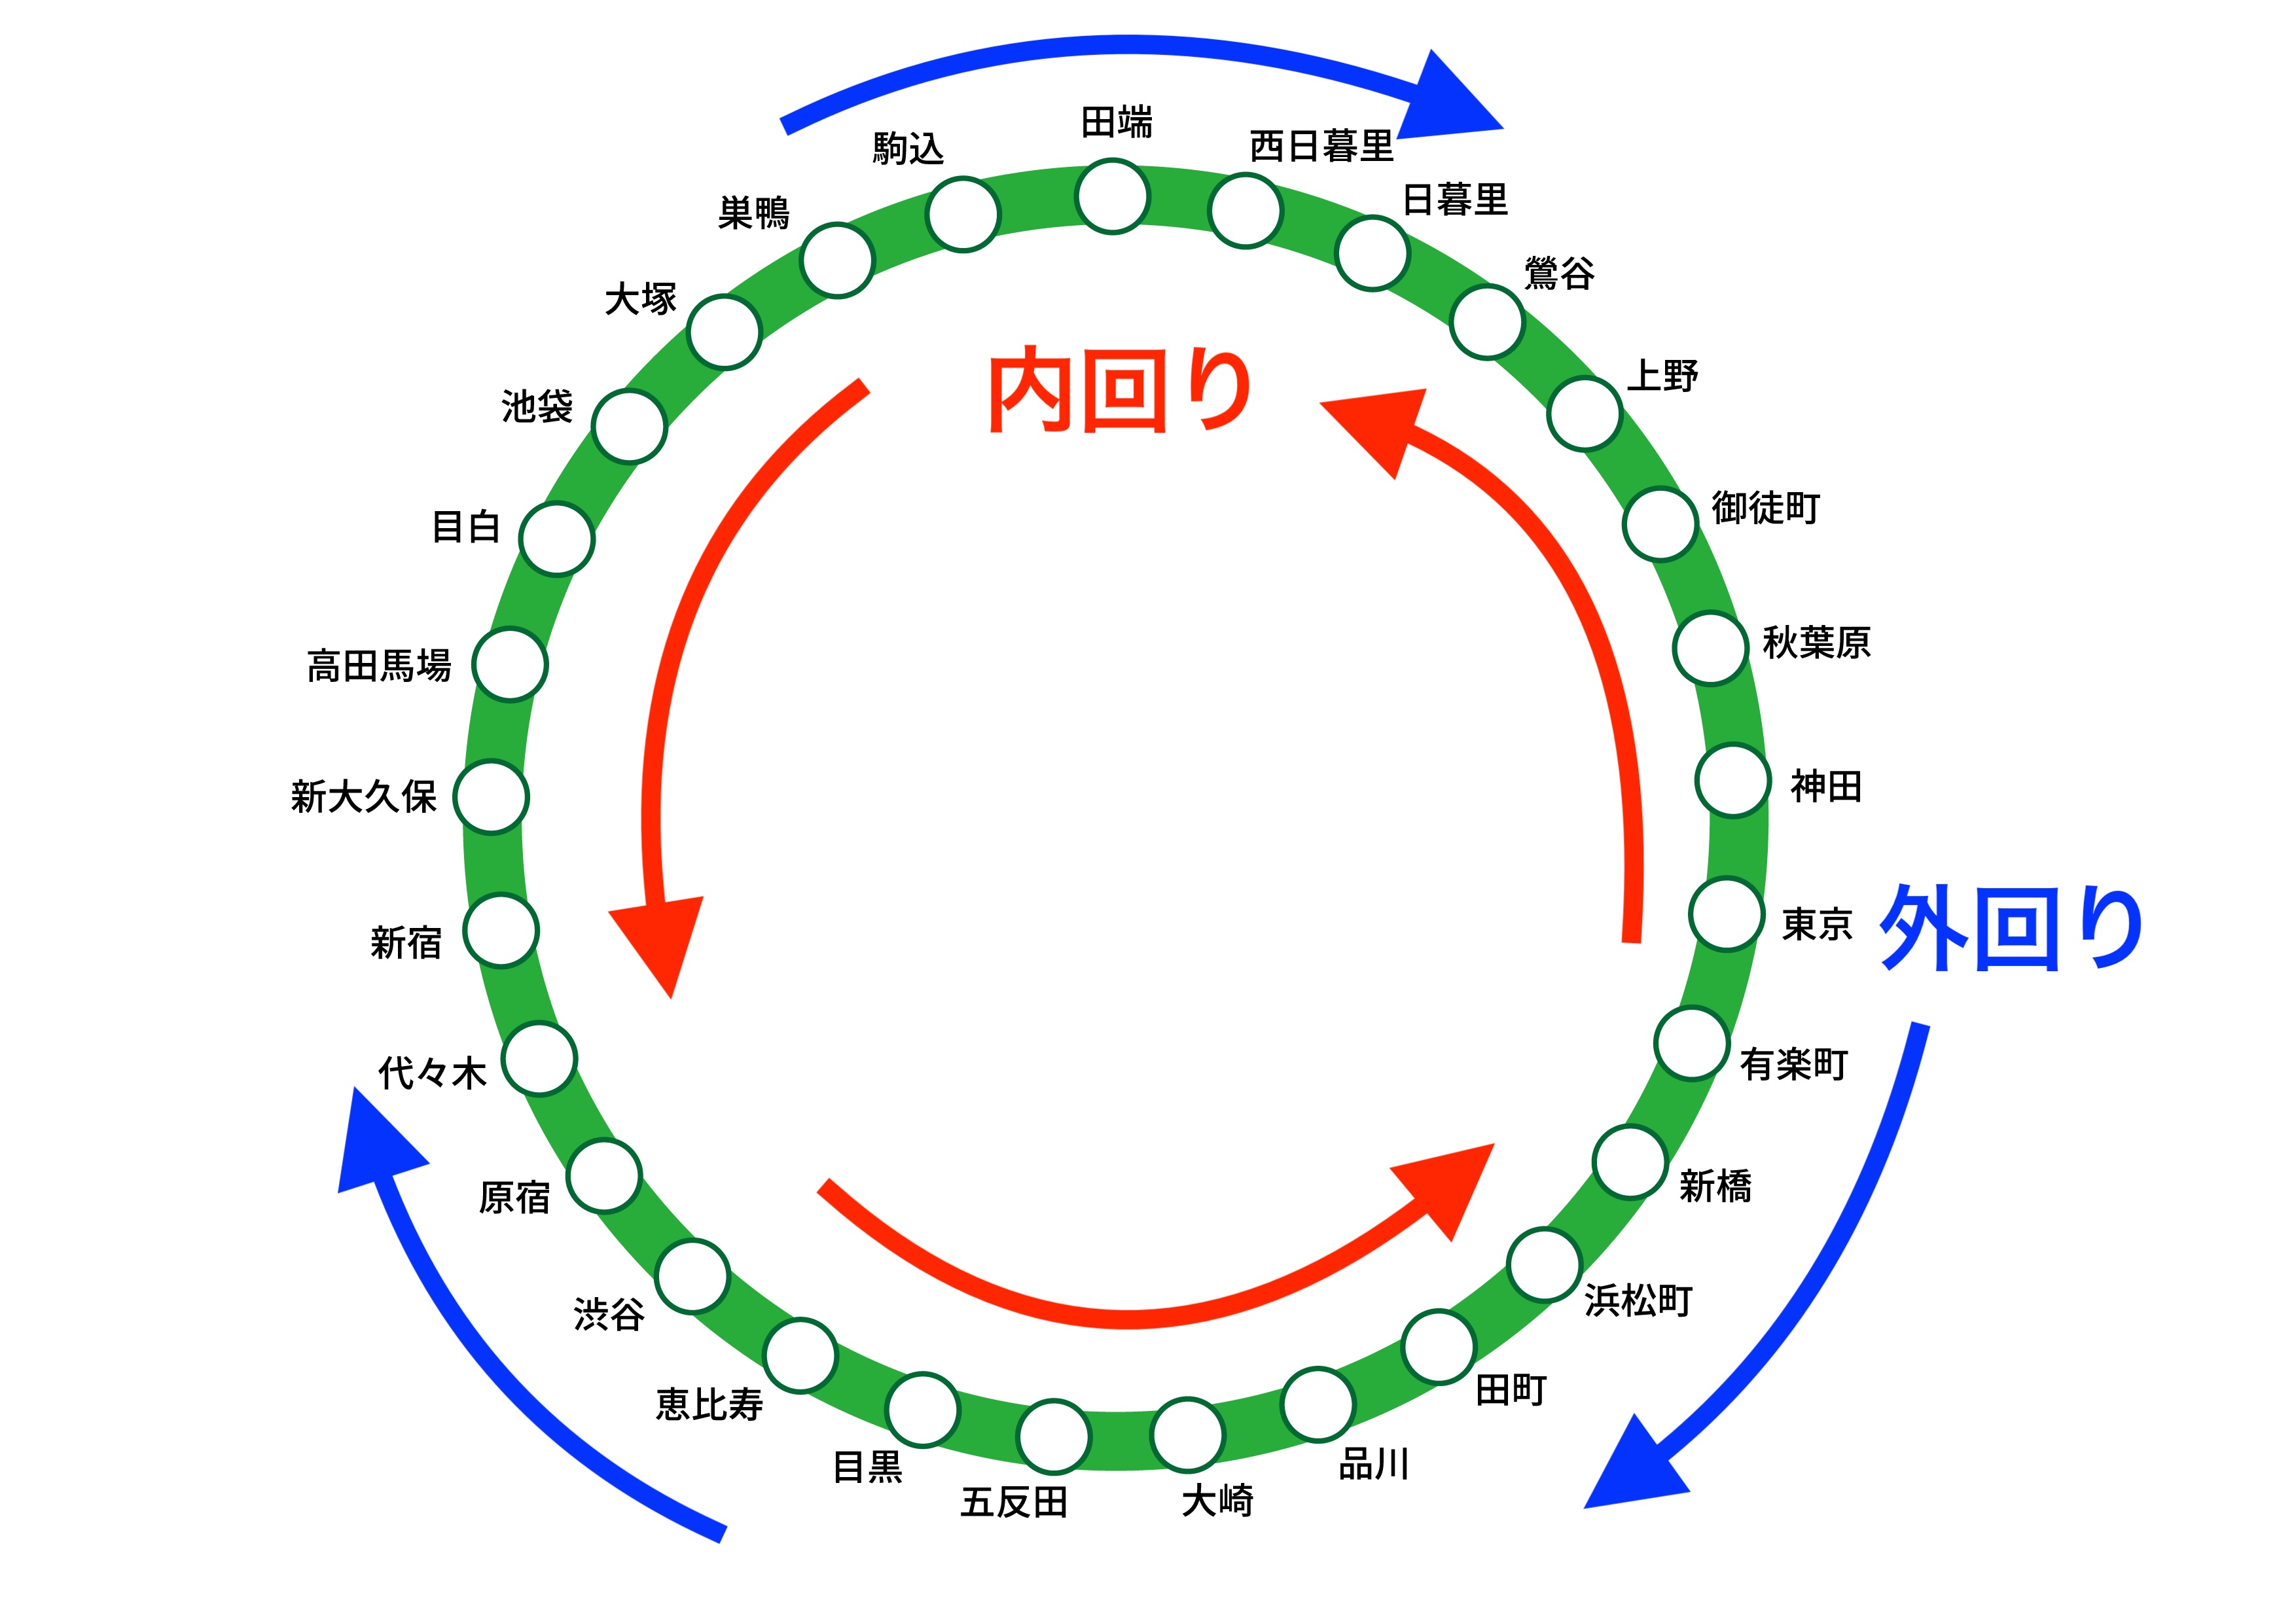 田端
西日暮里
日暮里
鶯谷
上野
御徒町
秋葉原
神田
東京
有楽町
新橋
浜松町
田町
品川
大崎
五反田
目黒
恵比寿
渋谷
原宿
代々木
新宿
新大久保
高田馬場
目白
池袋
大塚
巣鴨
駒込
内回り
外回り